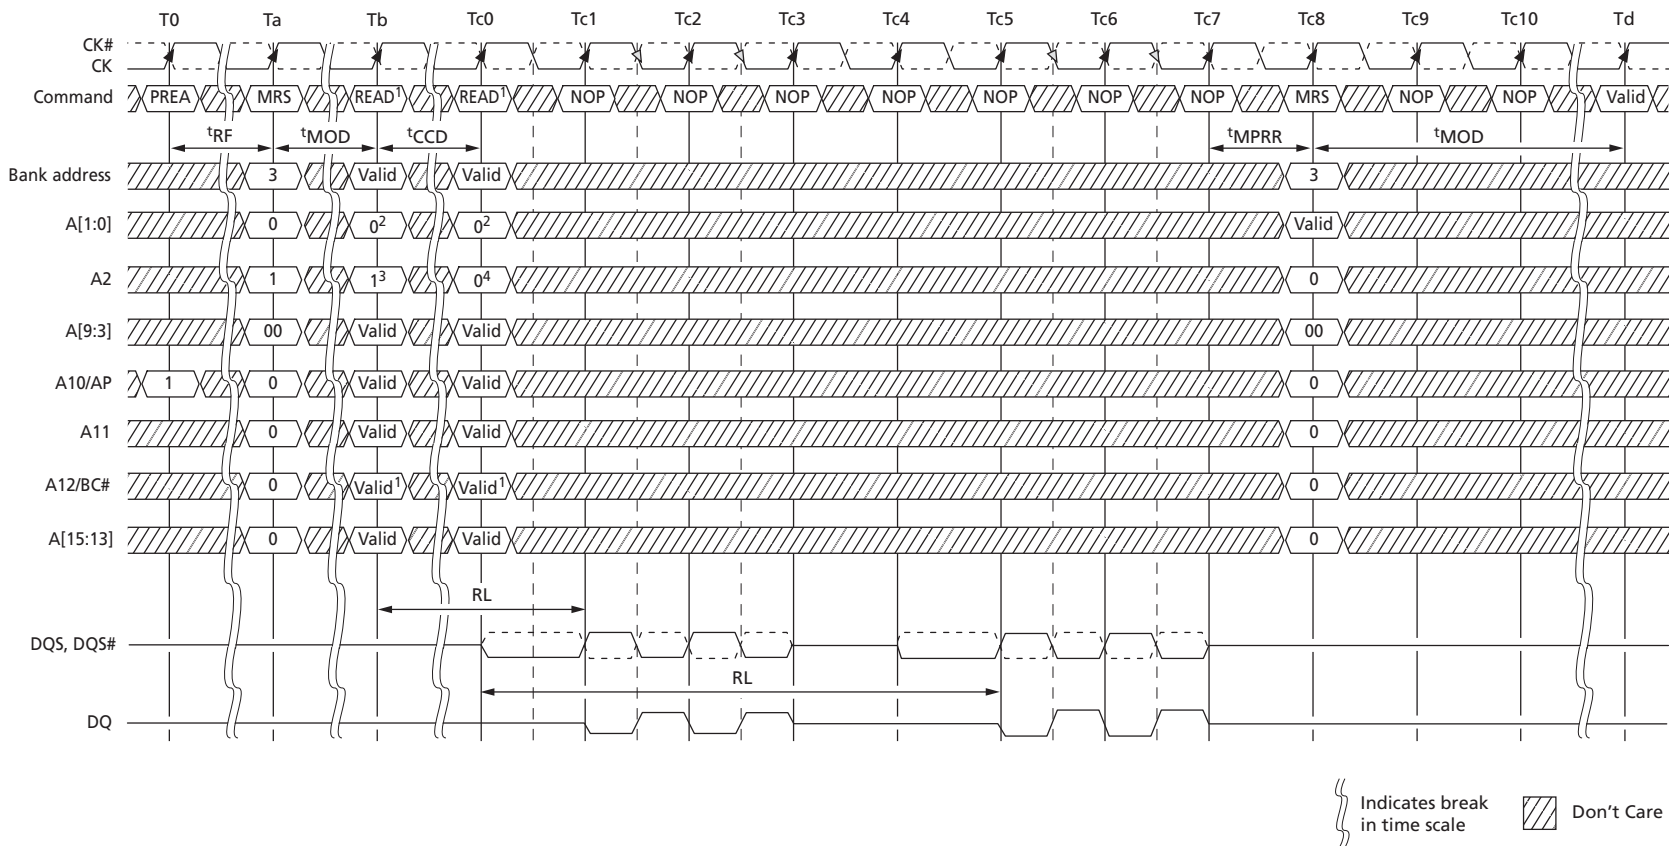 T0 Ta Tb Tc0 Tc1 Tc2 Tc3 Tc4 Tc5 Tc6 Tc7 Tc8 Tc9 Tc10 Td
CK#
CK
Command PREA MRS READ1 READ1 NOP NOP NOP NOP NOP NOP NOP MRS NOP NOP Valid
tRF tMOD tCCD tMPRR tMOD
Bank address 3 Valid Valid 3
A[1:0] 0 02 02 Valid
A2 1 13 04 0
A[9:3] 00 Valid Valid 00
A10/AP 1 0 Valid Valid 0
A11 0 Valid Valid 0
A12/BC# 0 Valid1 Valid1 0
A[15:13] 0 Valid Valid 0
RL
DQS, DQS#
RL
DQ
Indicates break
in time scale
Don't Care